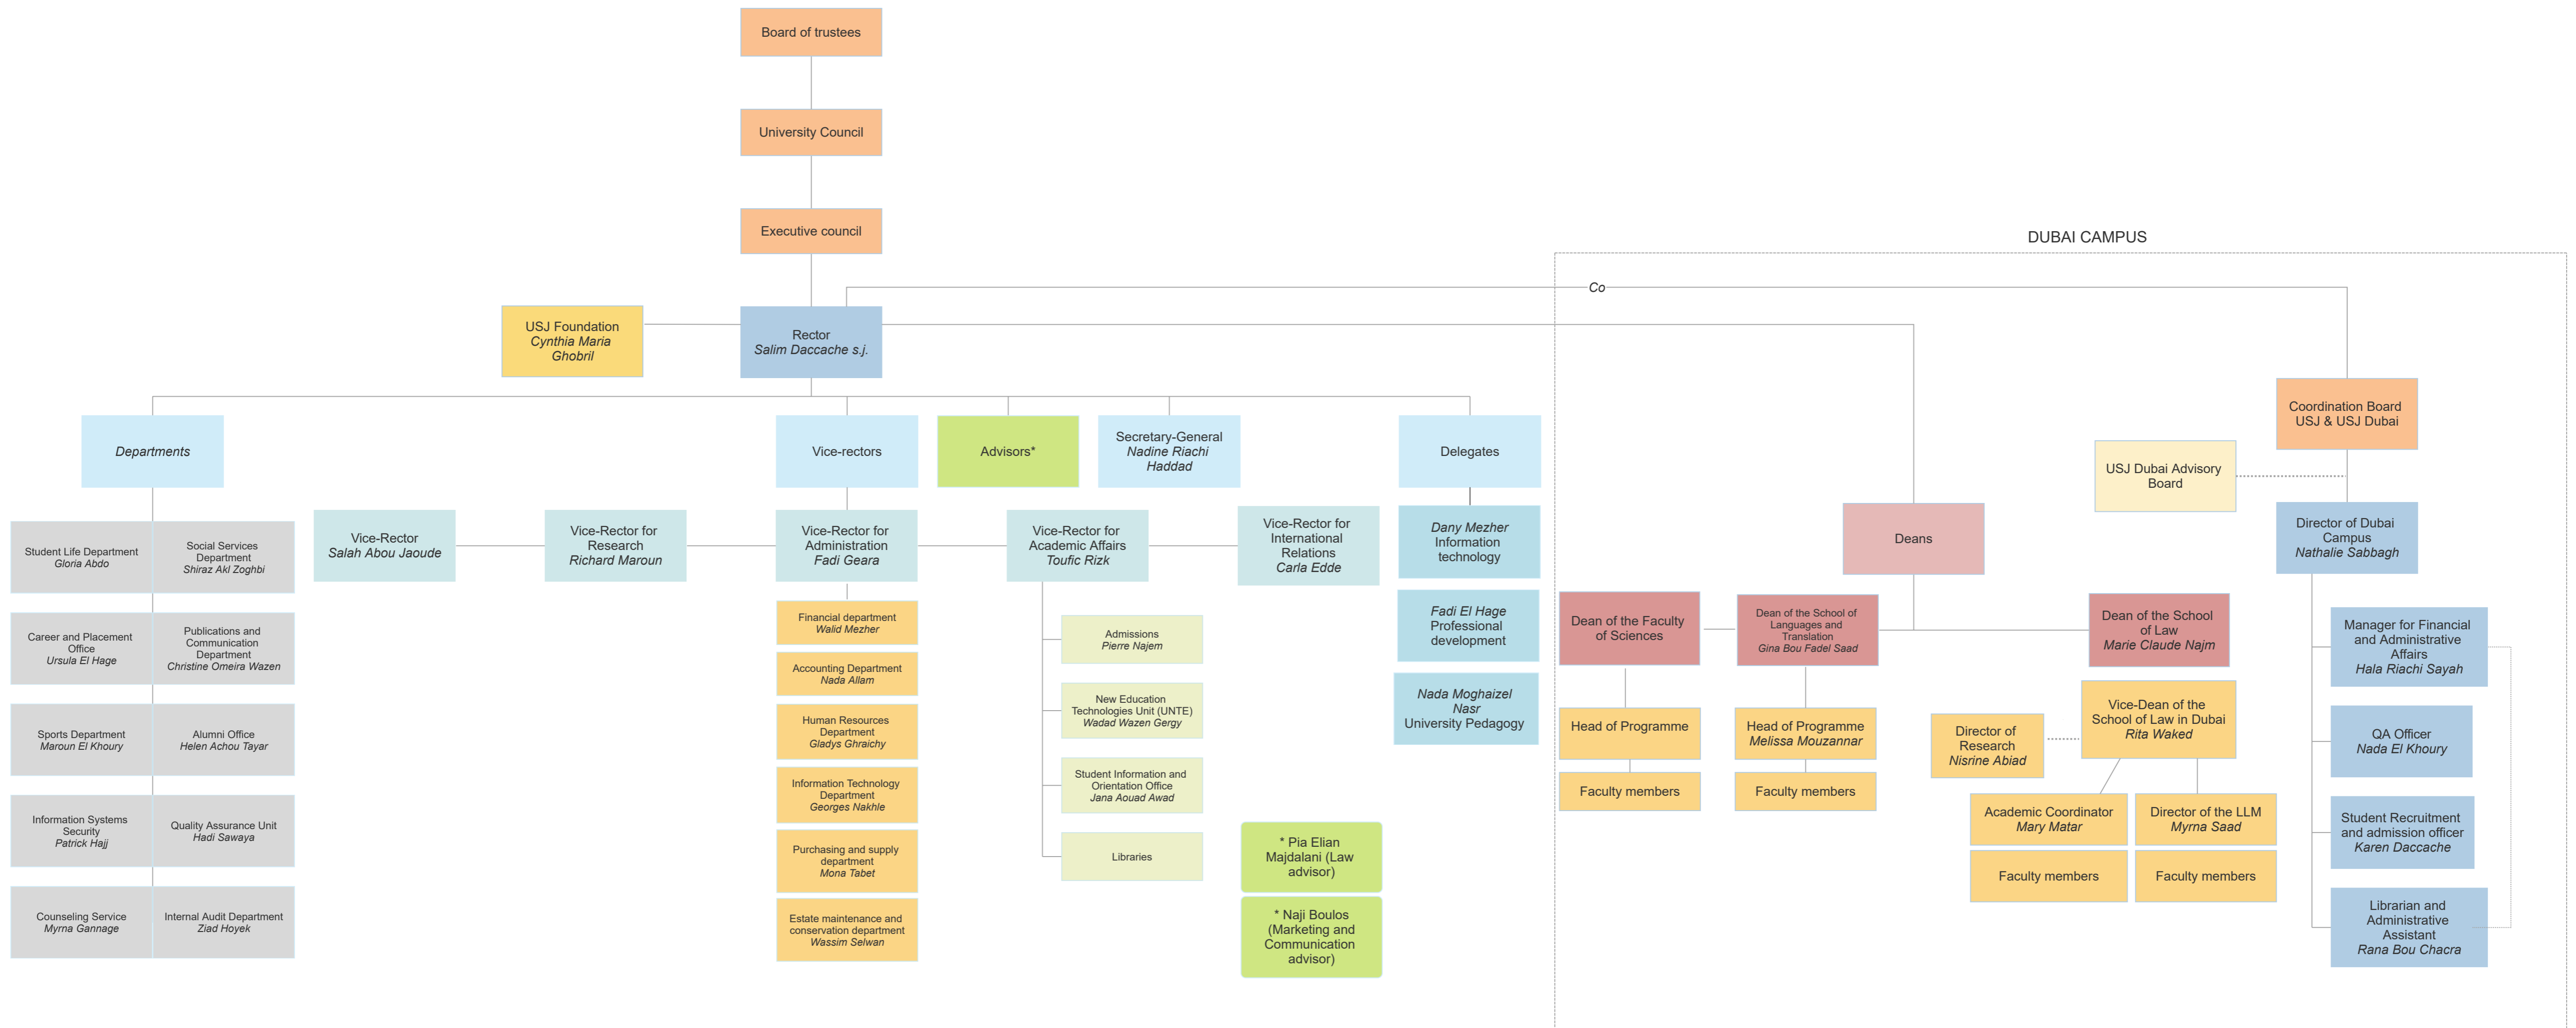 Board of trustees
University Council
Executive council
DUBAI CAMPUS
Co
USJ Foundation
Cynthia Maria
Ghobril
Rector
Salim Daccache s.j.
Coordination Board
USJ & USJ Dubai
USJ Dubai Advisory
Board
Departments
Vice-rectors
Advisors*
Secretary-General
Nadine Riachi
Haddad
Delegates
Student Life Department
Gloria Abdo
Social Services
Department
Shiraz Akl Zoghbi
Career and Placement
Office
Ursula El Hage
Publications and
Communication
Department
Christine Omeira Wazen
Sports Department
Maroun El Khoury
Alumni Office
Helen Achou Tayar
Information Systems
Security
Patrick Hajj
Quality Assurance Unit
Hadi Sawaya
Counseling Service
Myrna Gannage
Internal Audit Department
Ziad Hoyek
Vice-Rector
Salah Abou Jaoude
Vice-Rector for
Research
Richard Maroun
Vice-Rector for
Administration
Fadi Geara
Vice-Rector for
Academic Affairs
Toufic Rizk
Vice-Rector for
International
Relations
Carla Edde
Financial department
Walid Mezher
Accounting Department
Nada Allam
Human Resources
Department
Gladys Ghraichy
Information Technology
Department
Georges Nakhle
Purchasing and supply
department
Mona Tabet
Estate maintenance and
conservation department
Wassim Selwan
Admissions
Pierre Najem
New Education
Technologies Unit (UNTE)
Wadad Wazen Gergy
Student Information and
Orientation Office
Jana Aouad Awad
Libraries
* Pia Elian
Majdalani (Law
advisor)
* Naji Boulos
(Marketing and
Communication
advisor)
Dany Mezher
Information
technology
Fadi El Hage
Professional
development
Nada Moghaizel
Nasr
University Pedagogy
Deans
Dean of the Faculty
of Sciences
Dean of the School of
Languages and
Translation
Gina Bou Fadel Saad
Dean of the School
of Law
Marie Claude Najm
Head of Programme
Faculty members
Head of Programme
Melissa Mouzannar
Faculty members
Director of
Research
Nisrine Abiad
Vice-Dean of the
School of Law in Dubai
Rita Waked
Academic Coordinator
Mary Matar
Faculty members
Director of the LLM
Myrna Saad
Faculty members
Director of Dubai
Campus
Nathalie Sabbagh
Manager for Financial
and Administrative
Affairs
Hala Riachi Sayah
QA Officer
Nada El Khoury
Student Recruitment
and admission officer
Karen Daccache
Librarian and
Administrative
Assistant
Rana Bou Chacra